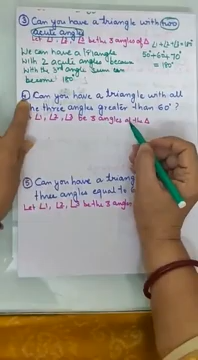 ③ Can you have a triangle with two
acute angles
Let ∠1, ∠2, ∠3 be the 3 angles of Δ
∠1+∠2+∠3=180°
We can have a triangle
50+60+70°
with 2 acute angles because
= 180°
with the 3rd angle sum can
become 180°
④ Can you have a triangle with all
the three angles greater than 60°?
∠1, ∠2, ∠3 be 3 angles of the Δ
⑤ Can you have a
three angles equal to
Let ∠1, ∠2, ∠3 be the 3 angles